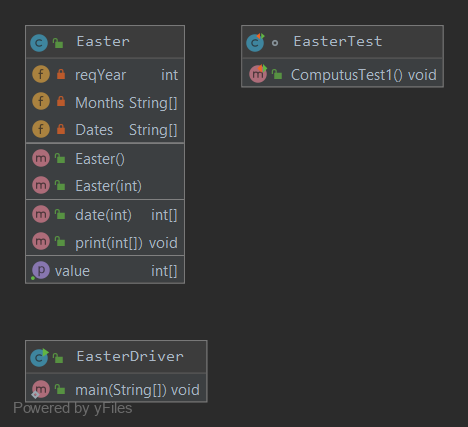 Easter
reqYear int
Months String[]
Dates String[]
Easter()
Easter(int)
date(int) int[]
print(int[]) void
value int[]
EasterTest
ComputusTest1() void
EasterDriver
main(String[]) void
Powered by yFiles